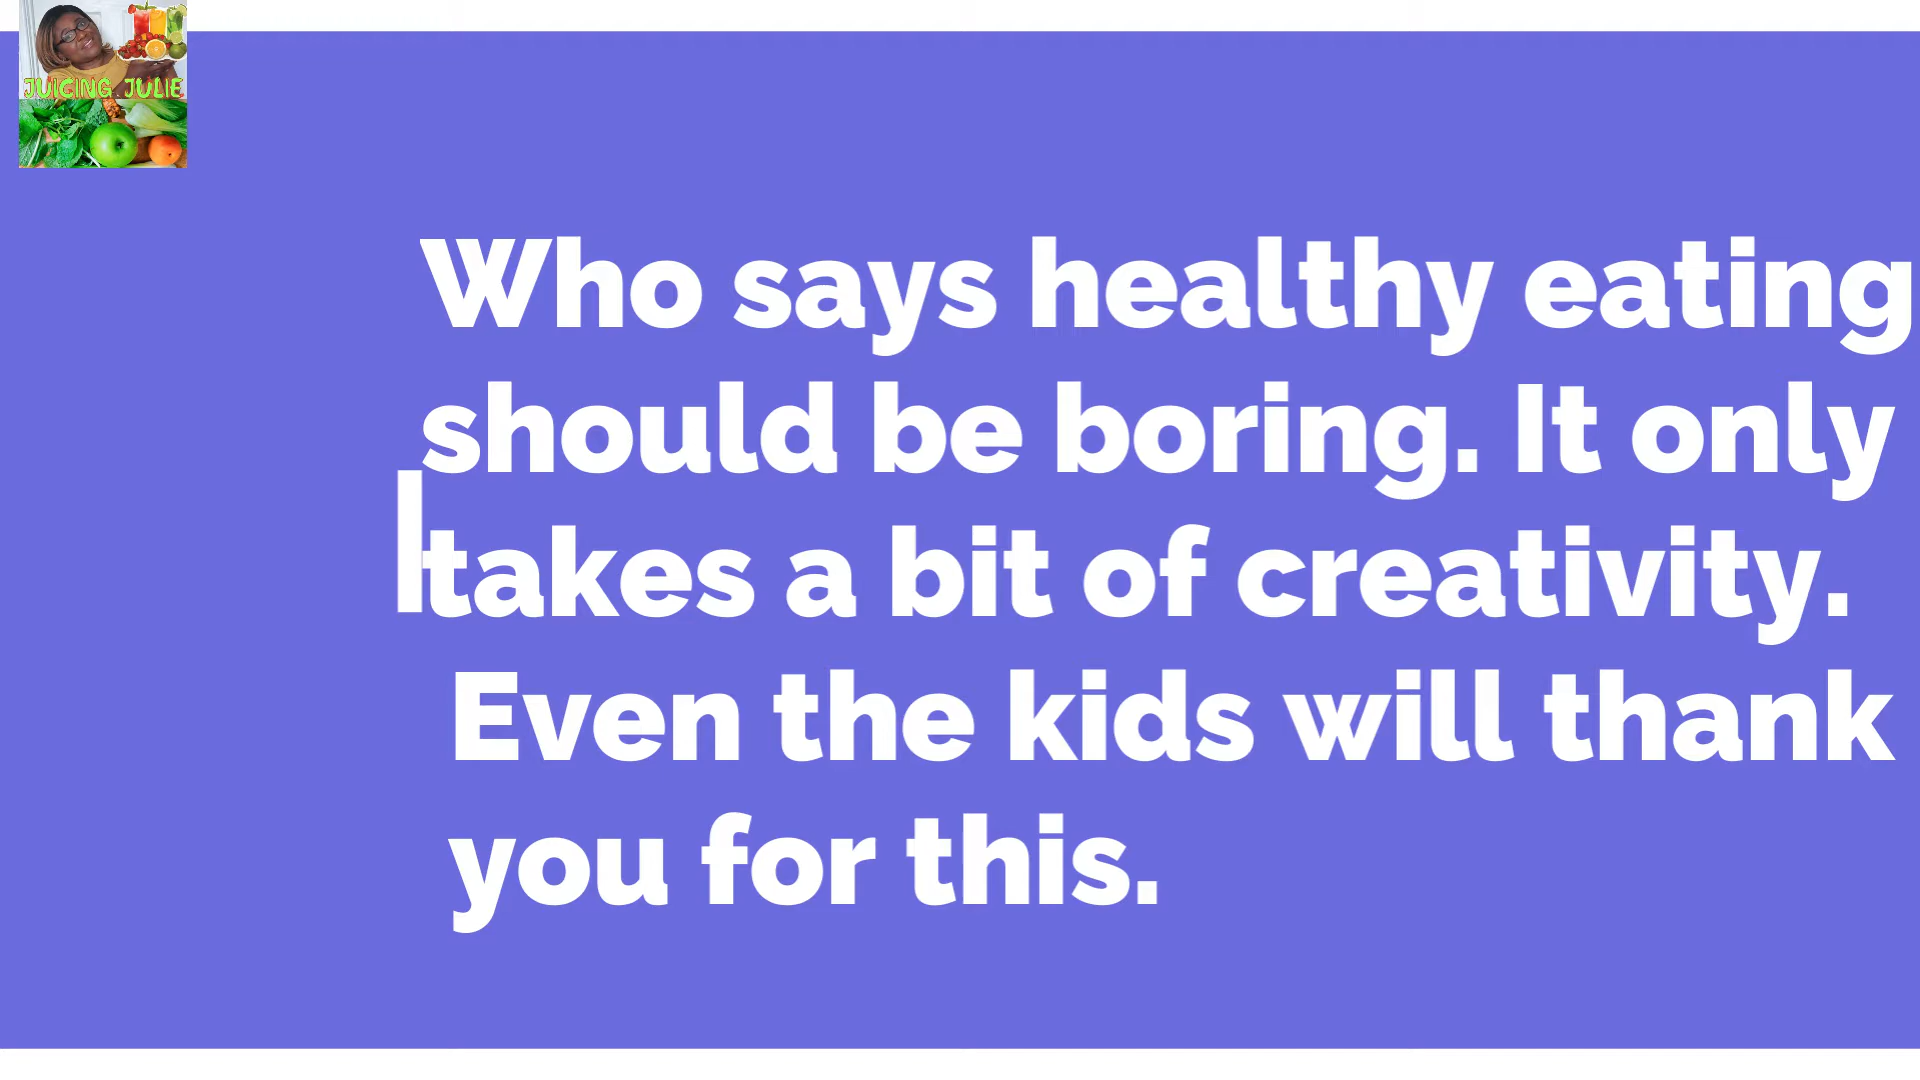 JUICING JULIE
Who says healthy eating
should be boring. It only
takes a bit of creativity.
Even the kids will thank
you for this.